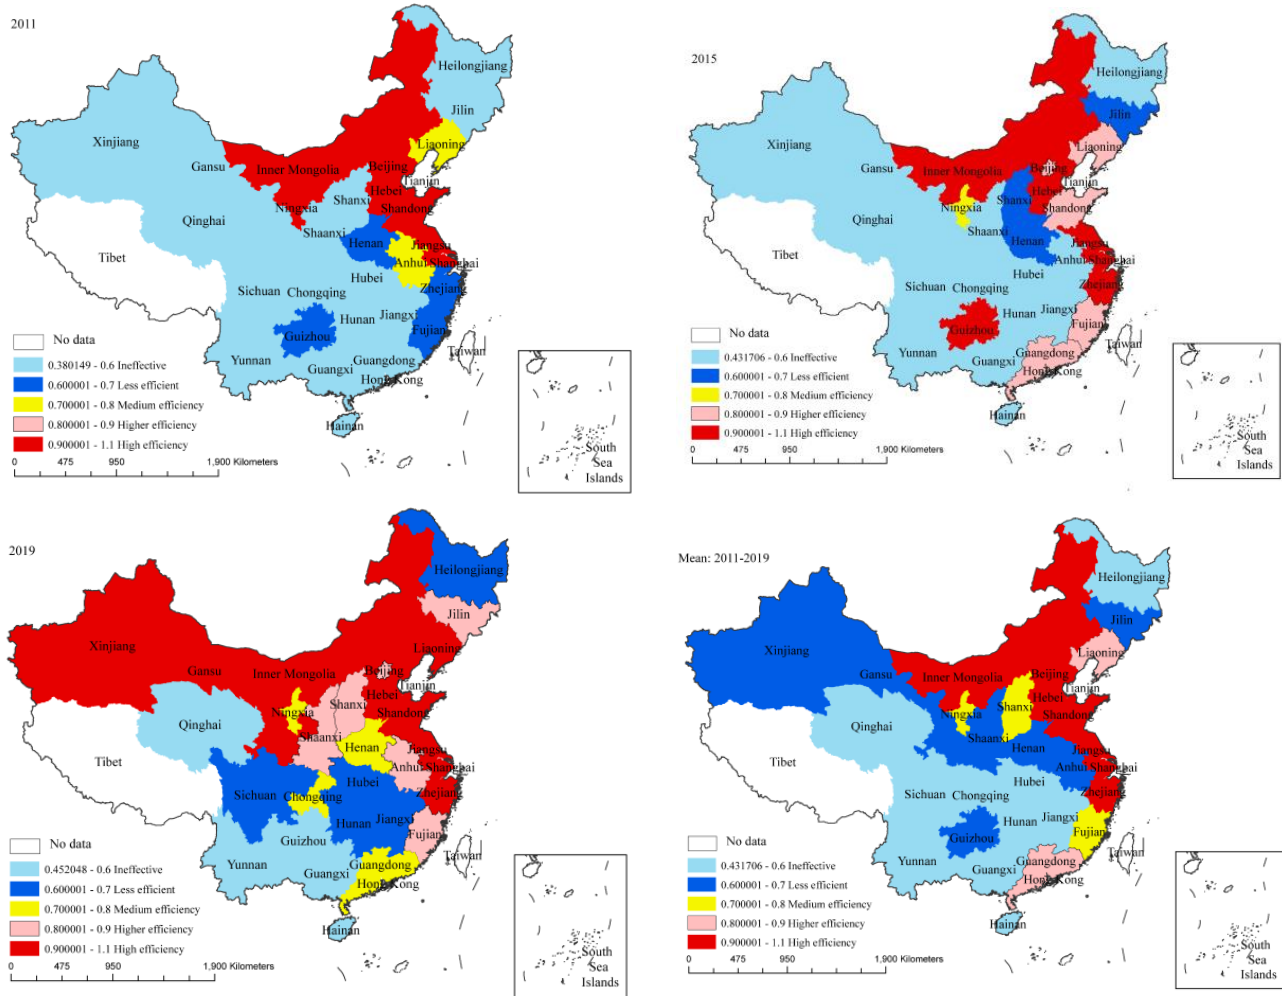 2011
Heilongjiang
Jilin
Xinjiang
Liaoning
Gansu
Inner Mongolia
Beijing
Tianjin
Hebei
Shanxi
Ningxia
Shandong
Qinghai
Shaanxi
Henan
Jiangsu
Tibet
Anhui
Shanghai
Hubei
Zhejiang
Sichuan
Chongqing
Jiangxi
Hunan
Fujian
Guizhou
Taiwan
Yunnan
Guangdong
Guangxi
Hong Kong
Hainan
No data
0.380149 - 0.6 Ineffective
0.600001 - 0.7 Less efficient
0.700001 - 0.8 Medium efficiency
0.800001 - 0.9 Higher efficiency
0.900001 - 1.1 High efficiency
0 475 950 1,900 Kilometers
South
Sea
Islands
2015
Heilongjiang
Jilin
Xinjiang
Liaoning
Gansu
Inner Mongolia
Beijing
Tianjin
Hebei
Shanxi
Ningxia
Shandong
Qinghai
Shaanxi
Henan
Jiangsu
Tibet
Anhui
Shanghai
Hubei
Zhejiang
Sichuan
Chongqing
Jiangxi
Hunan
Fujian
Guizhou
Taiwan
Yunnan
Guangdong
Guangxi
Hong Kong
Hainan
No data
0.431706 - 0.6 Ineffective
0.600001 - 0.7 Less efficient
0.700001 - 0.8 Medium efficiency
0.800001 - 0.9 Higher efficiency
0.900001 - 1.1 High efficiency
0 475 950 1,900 Kilometers
South
Sea
Islands
2019
Heilongjiang
Jilin
Xinjiang
Liaoning
Gansu
Inner Mongolia
Beijing
Tianjin
Hebei
Shanxi
Ningxia
Shandong
Qinghai
Shaanxi
Henan
Jiangsu
Tibet
Anhui
Shanghai
Hubei
Zhejiang
Sichuan
Chongqing
Jiangxi
Hunan
Fujian
Guizhou
Taiwan
Yunnan
Guangdong
Guangxi
Hong Kong
Hainan
No data
0.452048 - 0.6 Ineffective
0.600001 - 0.7 Less efficient
0.700001 - 0.8 Medium efficiency
0.800001 - 0.9 Higher efficiency
0.900001 - 1.1 High efficiency
0 475 950 1,900 Kilometers
South
Sea
Islands
Mean: 2011-2019
Heilongjiang
Jilin
Xinjiang
Liaoning
Gansu
Inner Mongolia
Beijing
Tianjin
Hebei
Shanxi
Ningxia
Shandong
Qinghai
Shaanxi
Henan
Jiangsu
Tibet
Anhui
Shanghai
Hubei
Zhejiang
Sichuan
Chongqing
Jiangxi
Hunan
Fujian
Guizhou
Taiwan
Yunnan
Guangdong
Guangxi
Hong Kong
Hainan
No data
0.431706 - 0.6 Ineffective
0.600001 - 0.7 Less efficient
0.700001 - 0.8 Medium efficiency
0.800001 - 0.9 Higher efficiency
0.900001 - 1.1 High efficiency
0 475 950 1,900 Kilometers
South
Sea
Islands